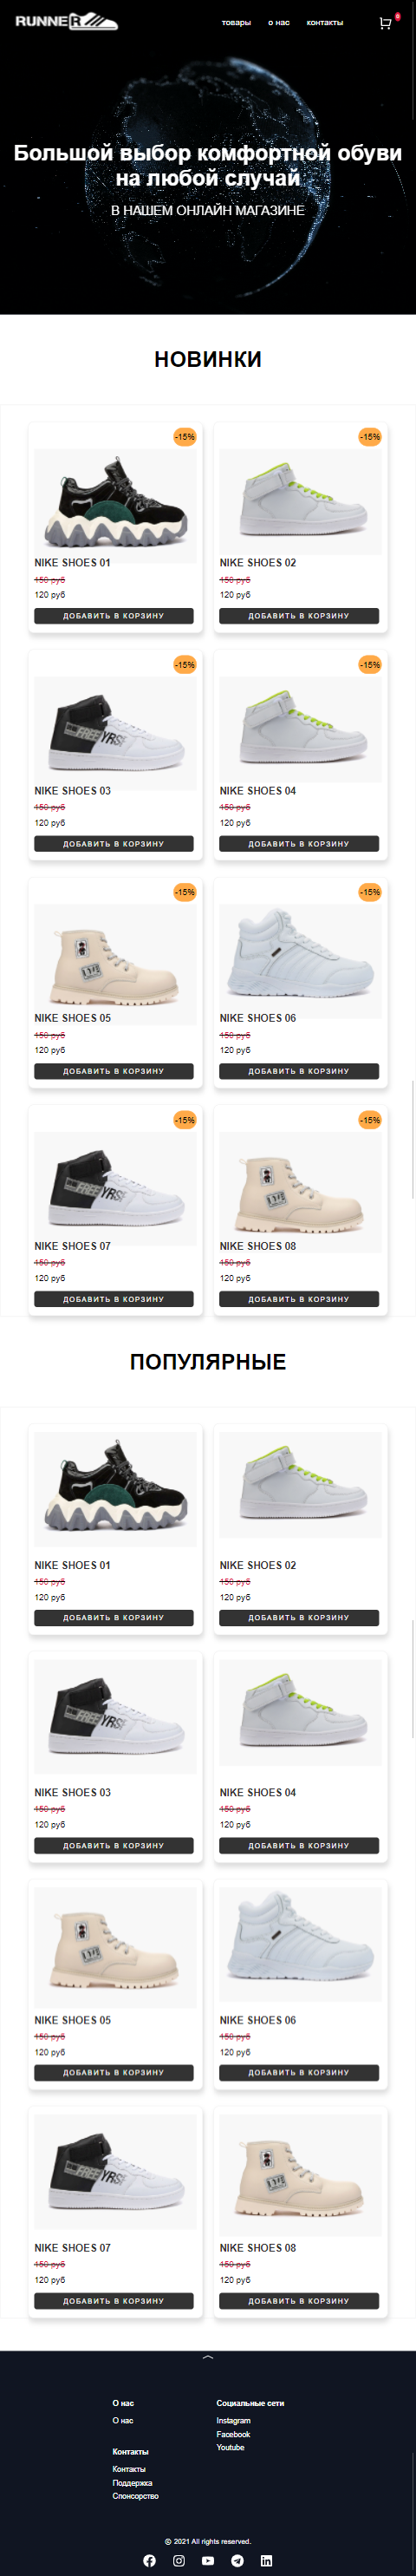 RUNNER
товары о нас контакты
Большой выбор комфортной обуви
на любой случай
В НАШЕМ ОНЛАЙН МАГАЗИНЕ
НОВИНКИ
-15%
NIKE SHOES 01
150 руб
120 руб
ДОБАВИТЬ В КОРЗИНУ
-15%
NIKE SHOES 02
150 руб
120 руб
ДОБАВИТЬ В КОРЗИНУ
-15%
NIKE SHOES 03
150 руб
120 руб
ДОБАВИТЬ В КОРЗИНУ
-15%
NIKE SHOES 04
150 руб
120 руб
ДОБАВИТЬ В КОРЗИНУ
-15%
NIKE SHOES 05
150 руб
120 руб
ДОБАВИТЬ В КОРЗИНУ
-15%
NIKE SHOES 06
150 руб
120 руб
ДОБАВИТЬ В КОРЗИНУ
-15%
NIKE SHOES 07
150 руб
120 руб
ДОБАВИТЬ В КОРЗИНУ
-15%
NIKE SHOES 08
150 руб
120 руб
ДОБАВИТЬ В КОРЗИНУ
ПОПУЛЯРНЫЕ
NIKE SHOES 01
150 руб
120 руб
ДОБАВИТЬ В КОРЗИНУ
NIKE SHOES 02
150 руб
120 руб
ДОБАВИТЬ В КОРЗИНУ
NIKE SHOES 03
150 руб
120 руб
ДОБАВИТЬ В КОРЗИНУ
NIKE SHOES 04
150 руб
120 руб
ДОБАВИТЬ В КОРЗИНУ
NIKE SHOES 05
150 руб
120 руб
ДОБАВИТЬ В КОРЗИНУ
NIKE SHOES 06
150 руб
120 руб
ДОБАВИТЬ В КОРЗИНУ
NIKE SHOES 07
150 руб
120 руб
ДОБАВИТЬ В КОРЗИНУ
NIKE SHOES 08
150 руб
120 руб
ДОБАВИТЬ В КОРЗИНУ
О нас
О нас
Контакты
Контакты
Поддержка
Спонсорство
Социальные сети
Instagram
Facebook
Youtube
© 2021 All rights reserved.